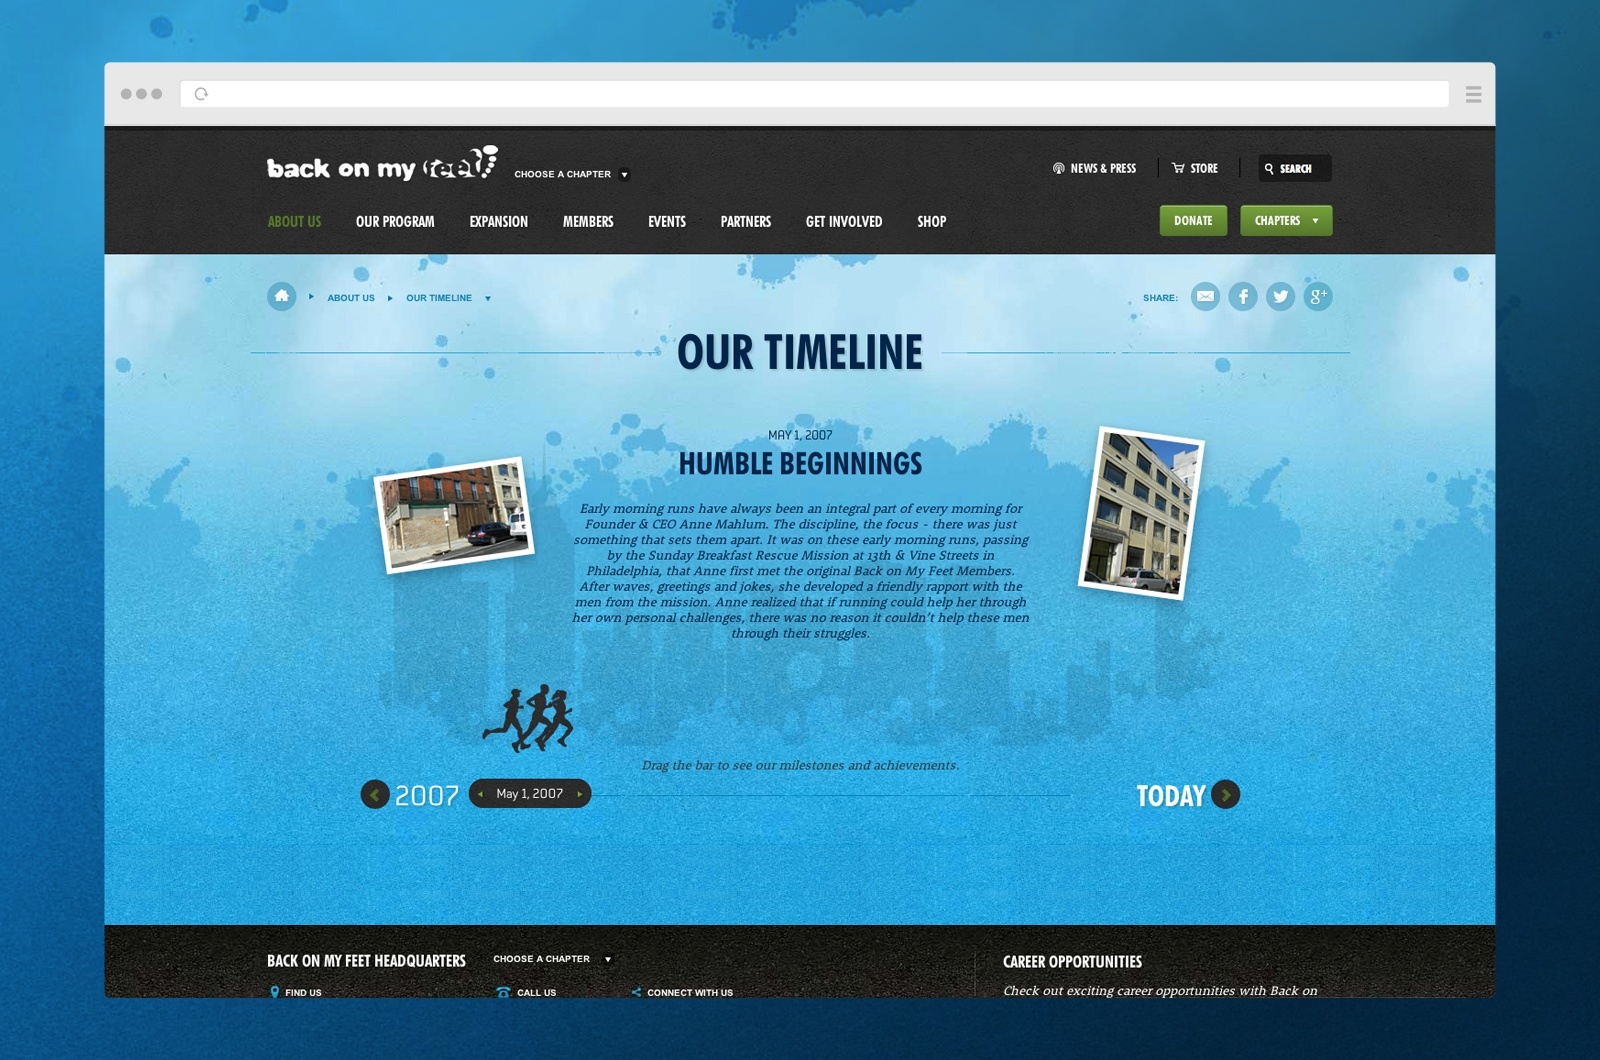 back on my feet
CHOOSE A CHAPTER
NEWS & PRESS
STORE
SEARCH
ABOUT US
OUR PROGRAM
EXPANSION
MEMBERS
EVENTS
PARTNERS
GET INVOLVED
SHOP
DONATE
CHAPTERS
ABOUT US
OUR TIMELINE
SHARE:
g+
OUR TIMELINE
MAY 1, 2007
HUMBLE BEGINNINGS
Early morning runs have always been an integral part of every morning for
Founder & CEO Anne Mahlum. The discipline, the focus - there was just
something that sets them apart. It was on these early morning runs, passing
by the Sunday Breakfast Rescue Mission at 13th & Vine Streets in
Philadelphia, that Anne first met the original Back on My Feet Members.
After waves, greetings and jokes, she developed a friendly rapport with the
men from the mission. Anne realized that if running could help her through
her own personal challenges, there was no reason it couldn't help these men
through their struggles.
Drag the bar to see our milestones and achievements.
2007
May 1, 2007
TODAY
BACK ON MY FEET HEADQUARTERS
CHOOSE A CHAPTER
CAREER OPPORTUNITIES
FIND US
CALL US
CONNECT WITH US
Check out exciting career opportunities with Back on